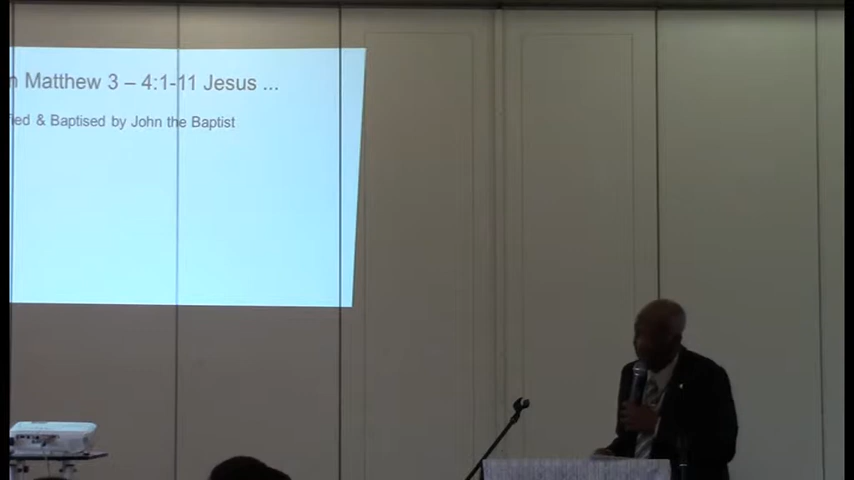 Matthew 3 – 4:1-11 Jesus ...
& Baptised by John the Baptist